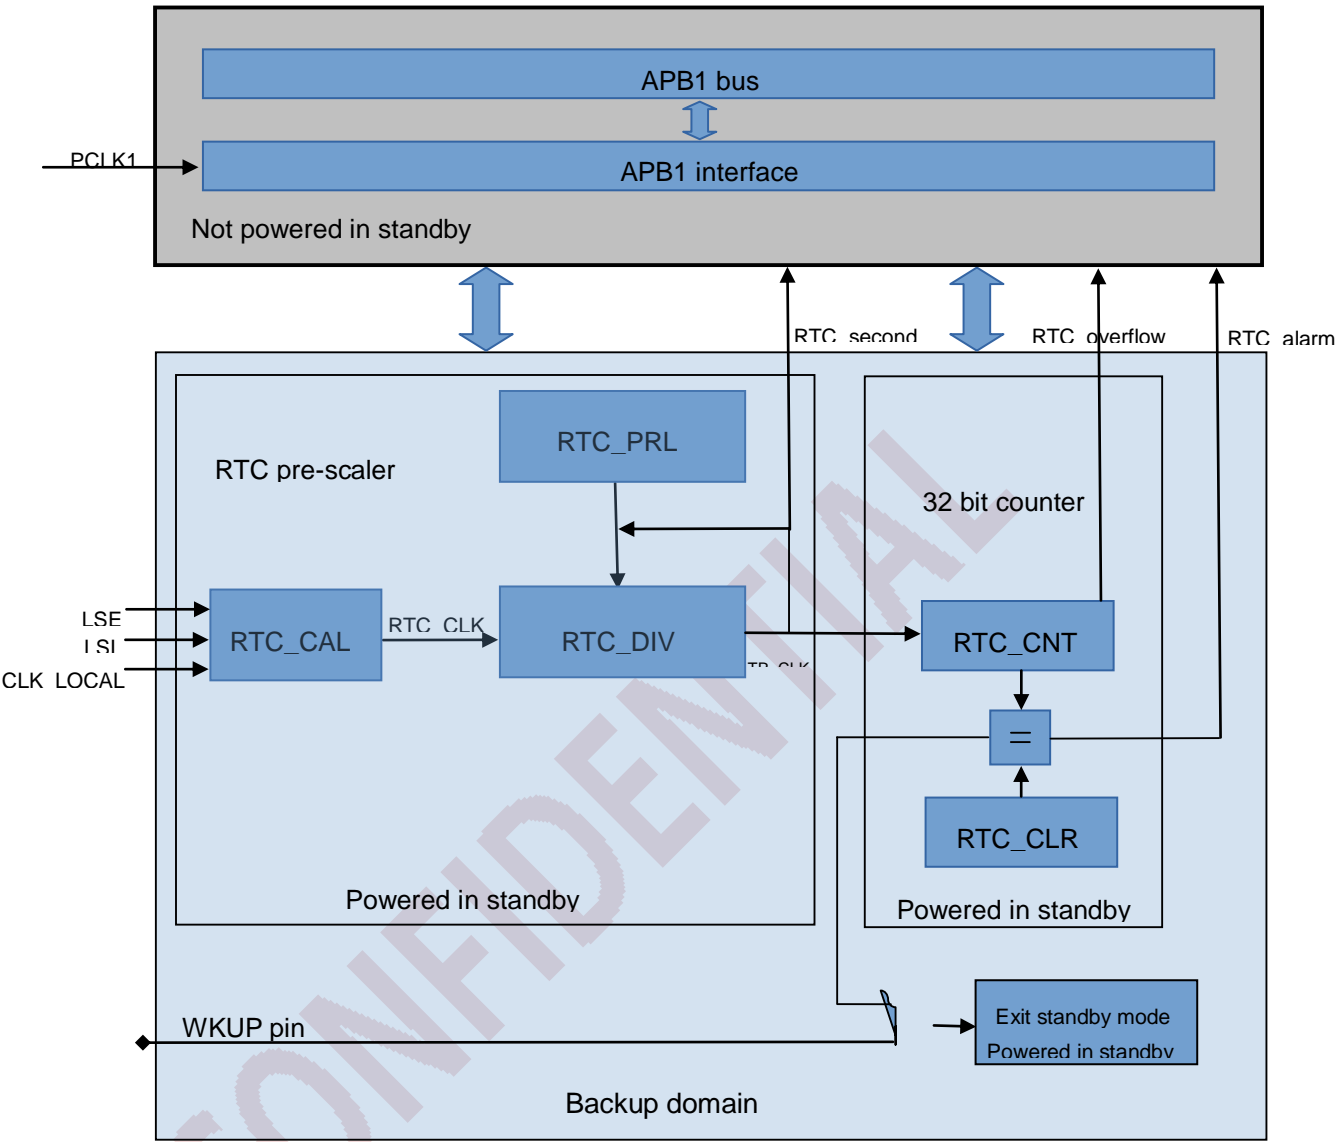 APB1 bus
PCLK1
APB1 interface
Not powered in standby
RTC_second
RTC_overflow
RTC_alarm
RTC_PRL
RTC pre-scaler
32 bit counter
LSE
LSI
CLK_LOCAL
RTC_CAL
RTC_CLK
RTC_DIV
TR_CLK
RTC_CNT
=
RTC_CLR
Powered in standby
Powered in standby
WKUP pin
Exit standby mode
Powered in standby
Backup domain
CONFIDENTIAL